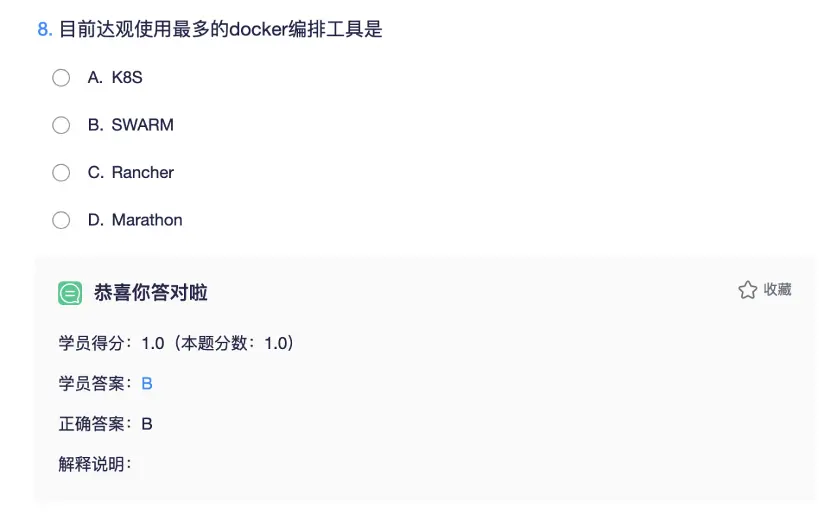 8. 目前达观使用最多的docker编排工具是
A. K8S
B. SWARM
C. Rancher
D. Marathon
恭喜你答对啦
收藏
学员得分：1.0（本题分数：1.0）
学员答案：B
正确答案：B
解释说明：